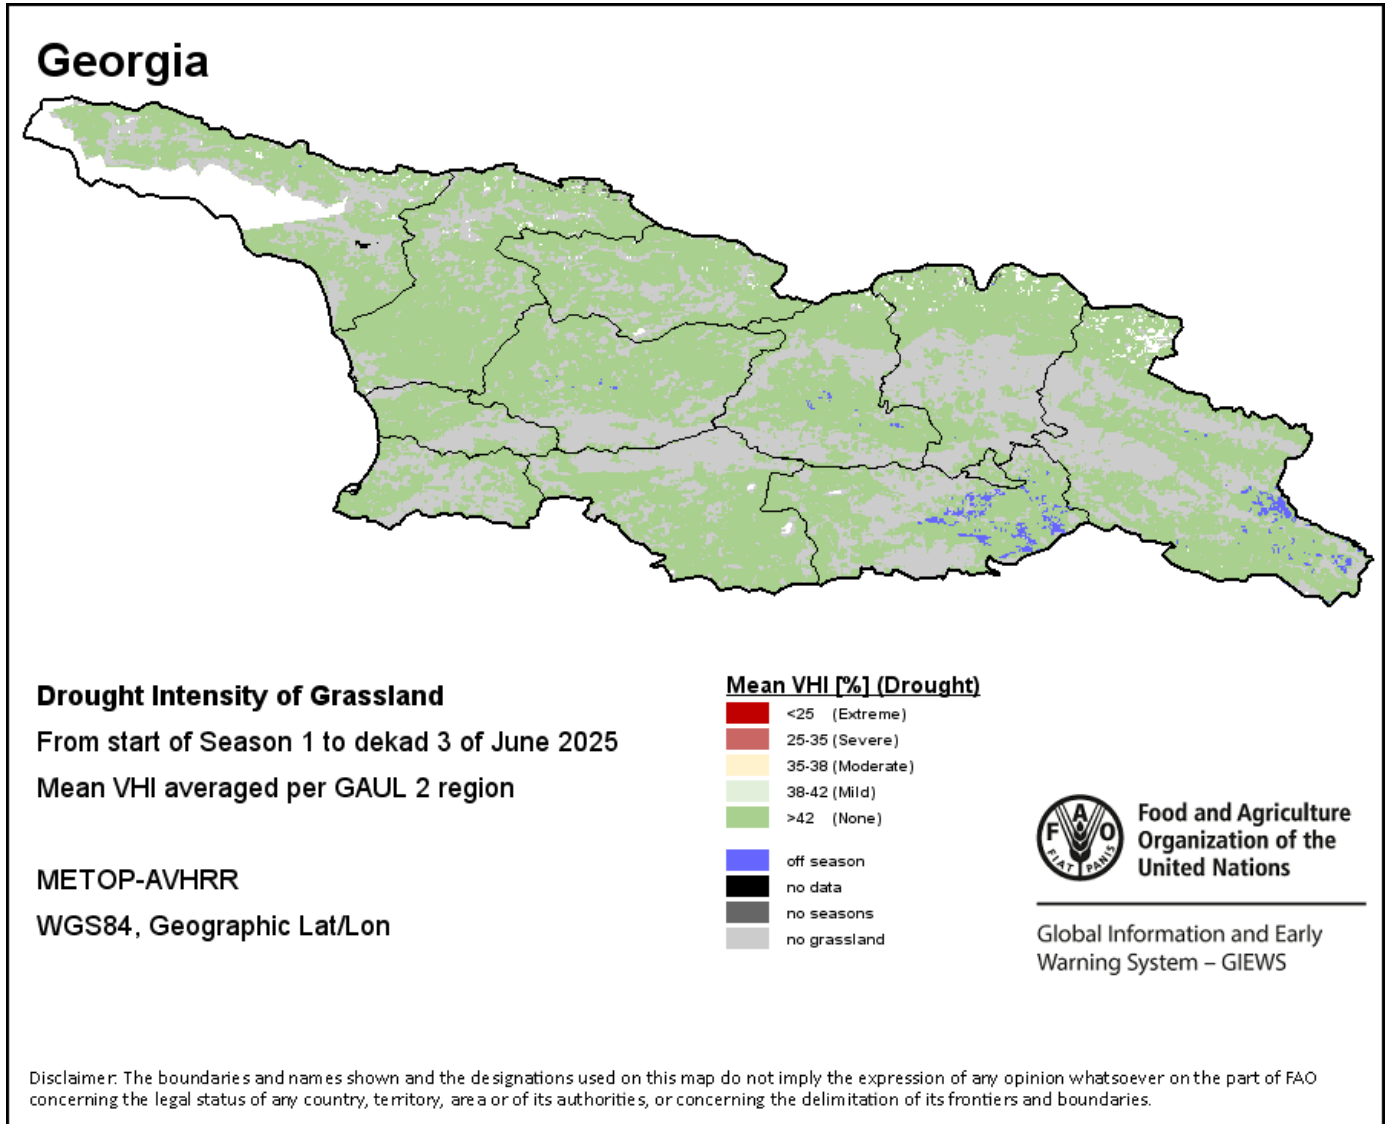 Georgia
Drought Intensity of Grassland
From start of Season 1 to dekad 3 of June 2025
Mean VHI averaged per GAUL 2 region
METOP-AVHRR
WGS84, Geographic Lat/Lon
Mean VHI [%] (Drought)
<25 (Extreme)
25-35 (Severe)
35-38 (Moderate)
38-42 (Mild)
>42 (None)
off season
no data
no seasons
no grassland
F A O
FIAT PANIS
Food and Agriculture
Organization of the
United Nations
Global Information and Early
Warning System – GIEWS
Disclaimer: The boundaries and names shown and the designations used on this map do not imply the expression of any opinion whatsoever on the part of FAO
concerning the legal status of any country, territory, area or of its authorities, or concerning the delimitation of its frontiers and boundaries.